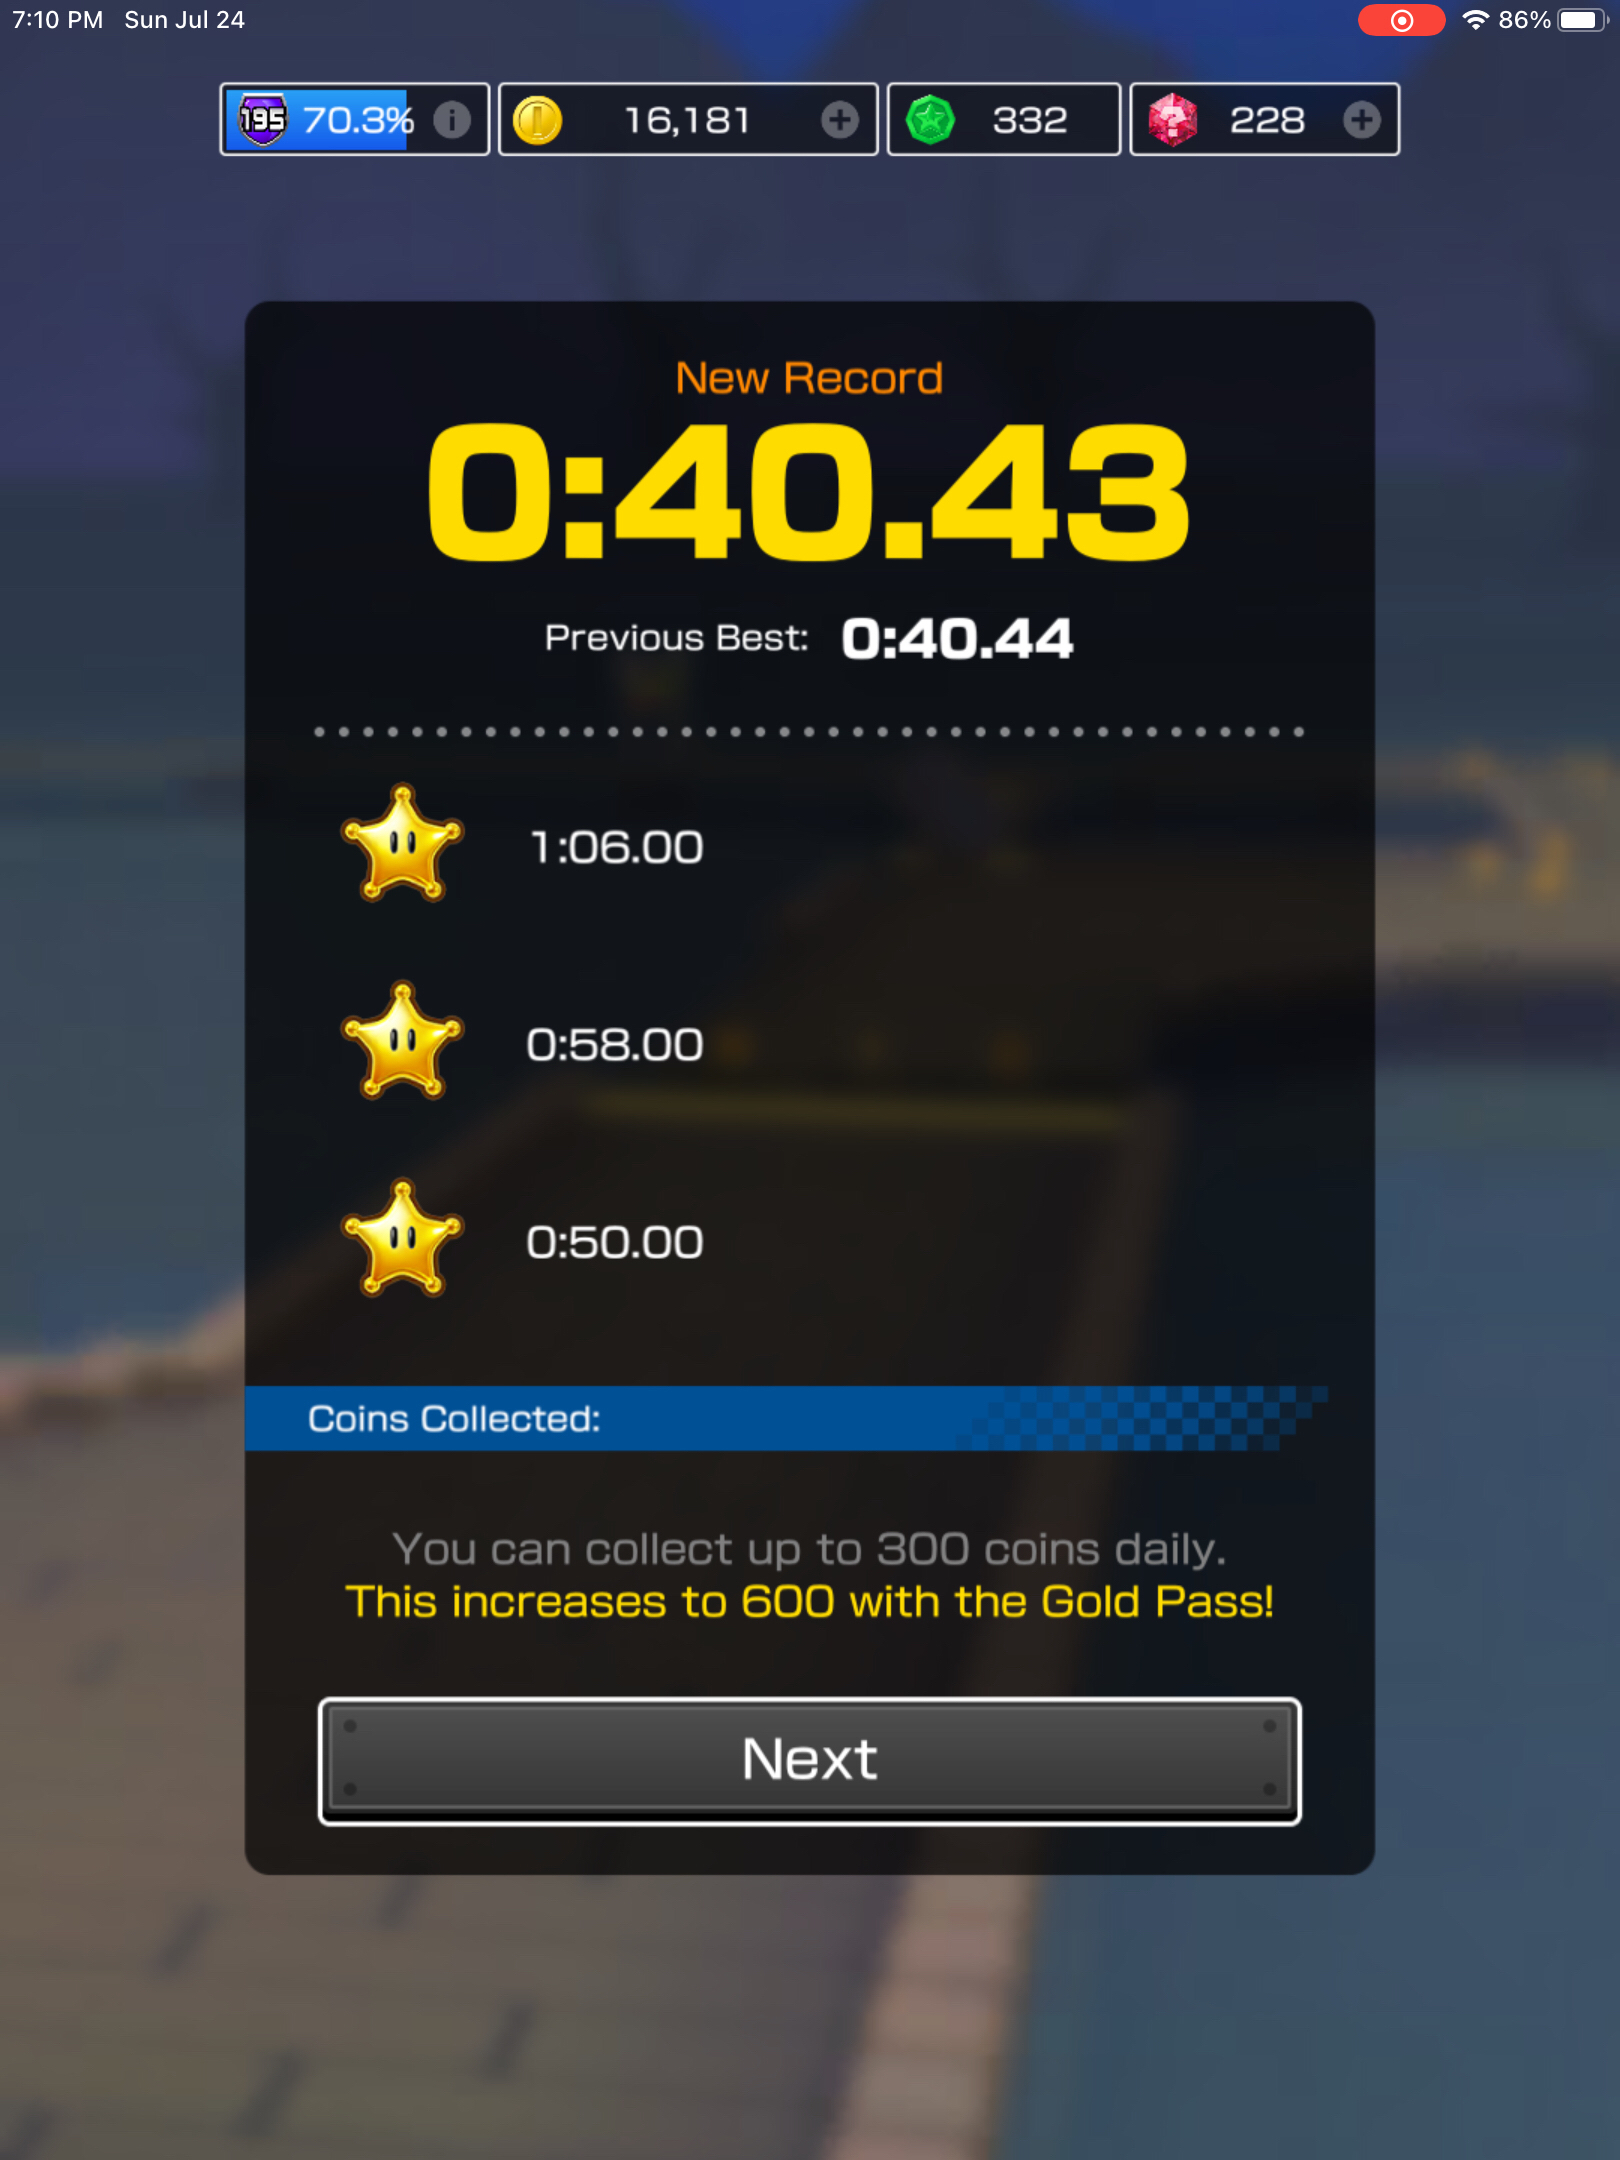 7:10 PM Sun Jul 24 86%
195 70.3% i 16,181 332 ? 228
New Record
0:40.43
Previous Best: 0:40.44
1:06.00
0:58.00
0:50.00
Coins Collected:
You can collect up to 300 coins daily.
This increases to 600 with the Gold Pass!
Next